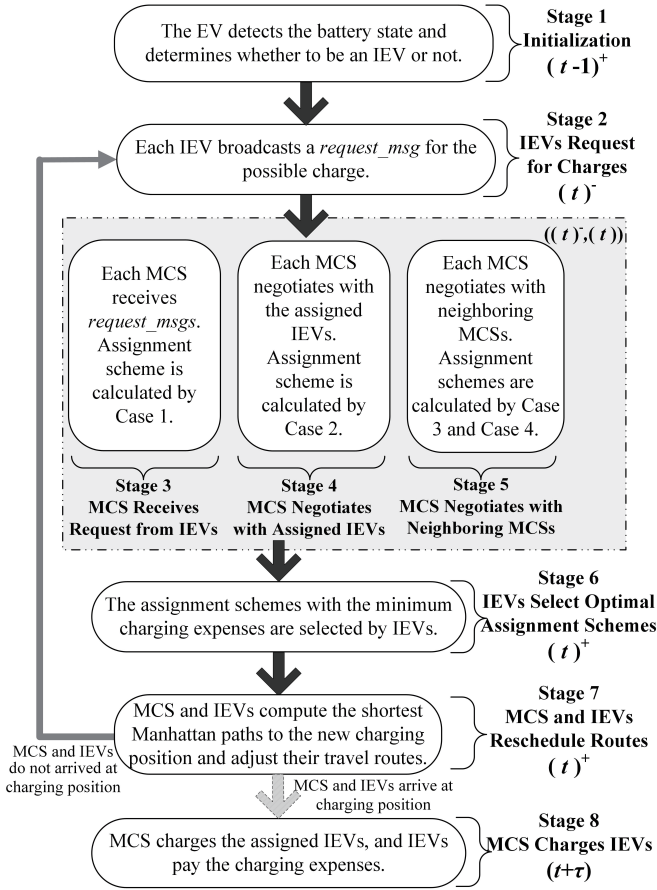 The EV detects the battery state and
determines whether to be an IEV or not.
Stage 1
Initialization
( t -1)⁺
Each IEV broadcasts a request_msg for the
possible charge.
Stage 2
IEVs Request
for Charges
( t )⁻
(( t )⁻,( t ))
Each MCS
receives
request_msgs.
Assignment
scheme is
calculated by
Case 1.
Each MCS
negotiates with
the assigned
IEVs.
Assignment
scheme is
calculated by
Case 2.
Each MCS
negotiates with
neighboring
MCSs.
Assignment
schemes are
calculated by Case
3 and Case 4.
Stage 3
MCS Receives
Request from IEVs
Stage 4
MCS Negotiates
with Assigned IEVs
Stage 5
MCS Negotiates with
Neighboring MCSs
The assignment schemes with the minimum
charging expenses are selected by IEVs.
Stage 6
IEVs Select Optimal
Assignment Schemes
( t )⁺
MCS and IEVs compute the shortest
Manhattan paths to the new charging
position and adjust their travel routes.
Stage 7
MCS and IEVs
Reschedule Routes
( t )⁺
MCS and IEVs
do not arrived at
charging position
MCS and IEVs arrive at
charging position
MCS charges the assigned IEVs, and IEVs
pay the charging expenses.
Stage 8
MCS Charges IEVs
(t+τ)